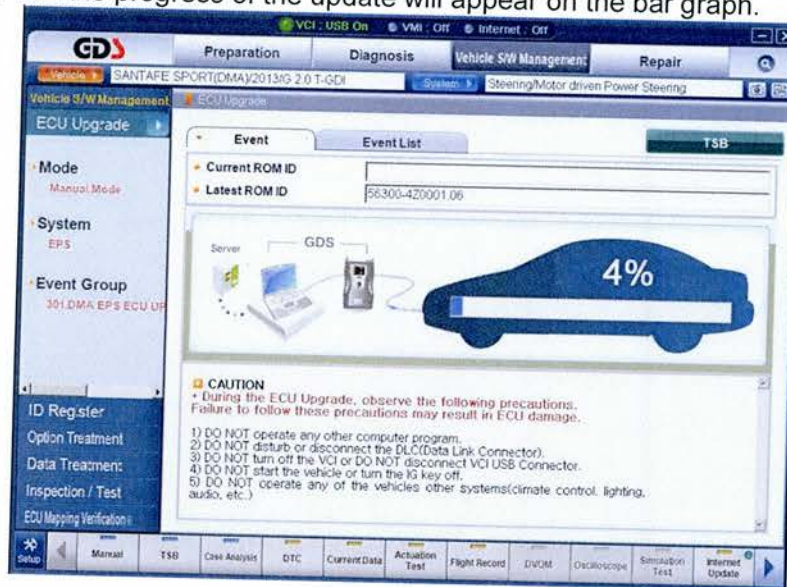 the progress of the update will appear on the bar graph.
VCI : USB On VMI : Off Internet : Off
GDS
Preparation Diagnosis Vehicle S/W Management Repair
Vehicle SANTAFE SPORT(DMA)/2013/G 2.0 T-GDI System Steering/Motor driven Power Steering
Vehicle S/W Management
ECU Upgrade
ECU Upgrade
Event Event List TSB
Current ROM ID
Latest ROM ID 56300-4Z0001.06
Mode
Manual Mode
System
EPS
Event Group
301.DMA EPS ECU UP
Server GDS
4%
CAUTION
• During the ECU Upgrade, observe the following precautions.
Failure to follow these precautions may result in ECU damage.
1) DO NOT operate any other computer program.
2) DO NOT disturb or disconnect the DLC(Data Link Connector).
3) DO NOT turn off the VCI or DO NOT disconnect VCI USB Connector.
4) DO NOT start the vehicle or turn the IG key off.
5) DO NOT operate any of the vehicles other systems(climate control, lighting,
audio, etc.)
ID Register
Option Treatment
Data Treatment
Inspection / Test
ECU Mapping Verification
Setup Manual TSB Case Analysis DTC Current Data Actuation Test Flight Record DVOM Oscilloscope Simulation Test Internet Update